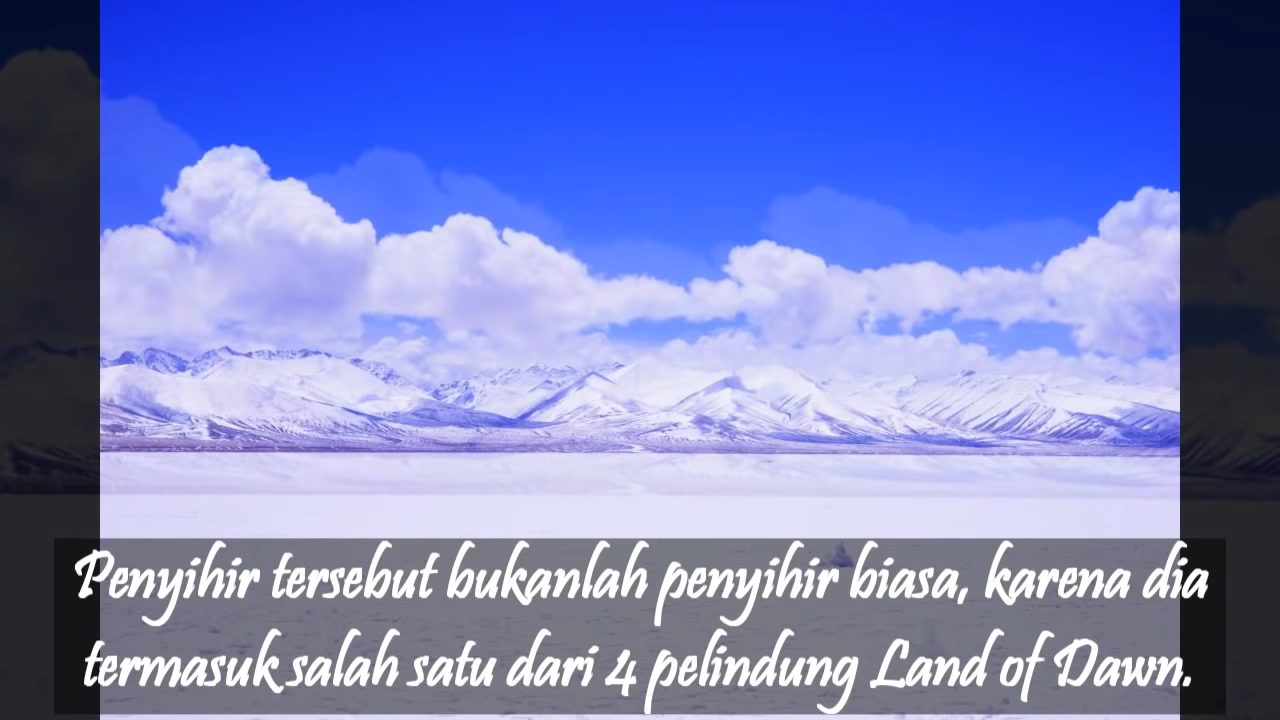 Penyihir tersebut bukanlah penyihir biasa, karena dia
termasuk salah satu dari 4 pelindung Land of Dawn.